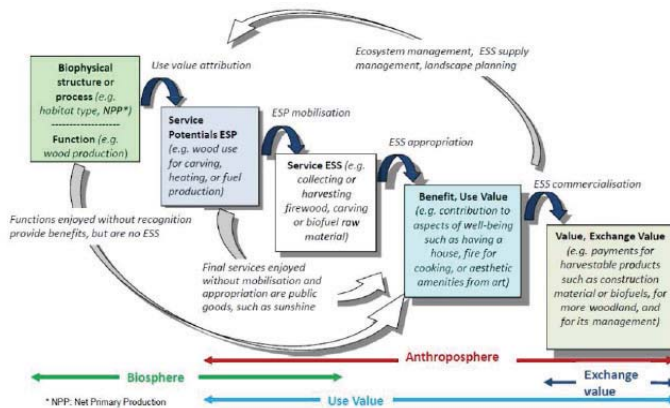 Ecosystem management, ESS supply
management, landscape planning
Biophysical
structure or
process (e.g.
habitat type, NPP*)
--------------------
Function (e.g.
wood production)
Use value attribution
Service
Potentials ESP
(e.g. wood use
for carving,
heating, or fuel
production)
ESP mobilisation
Service ESS (e.g.
collecting or
harvesting
firewood, carving
or biofuel raw
material)
ESS appropriation
Benefit, Use Value
(e.g. contribution to
aspects of well-being
such as having a
house, fire for
cooking, or aesthetic
amenities from art)
ESS commercialisation
Value, Exchange Value
(e.g. payments for
harvestable products
such as construction
material or biofuels, for
more woodland, and
for its management)
Functions enjoyed without recognition
provide benefits, but are no ESS
Final services enjoyed
without mobilisation and
appropriation are public
goods, such as sunshine
Anthroposphere
Biosphere
Exchange
value
* NPP: Net Primary Production
Use Value